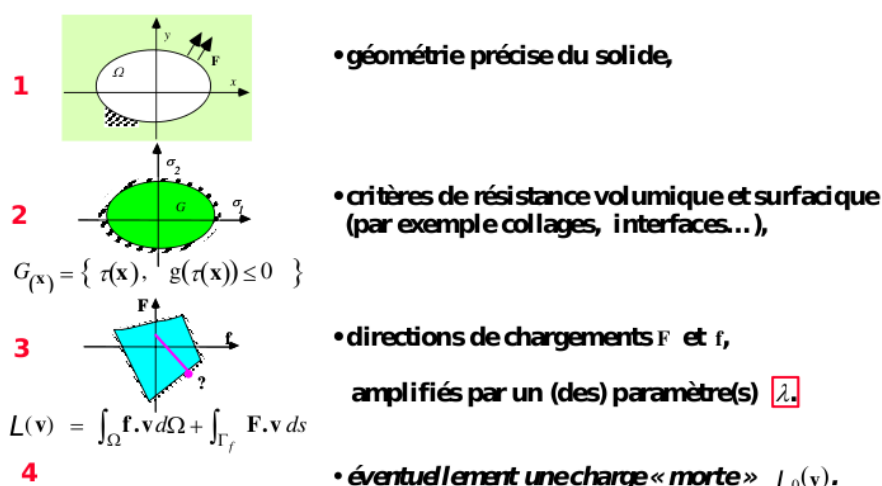 y
F
Ω
x
1
• géométrie précise du solide,
σ2
σ1
G
2
• critères de résistance volumique et surfacique
(par exemple collages, interfaces...),
G(x) = { τ(x), g(τ(x)) ≤ 0 }
F
f
3
• directions de chargements F et f,
?
amplifiés par un (des) paramètre(s) λ.
L(v) = ∫Ω f.v dΩ + ∫Γf F.v ds
4
• éventuellement une charge « morte » L0(v).